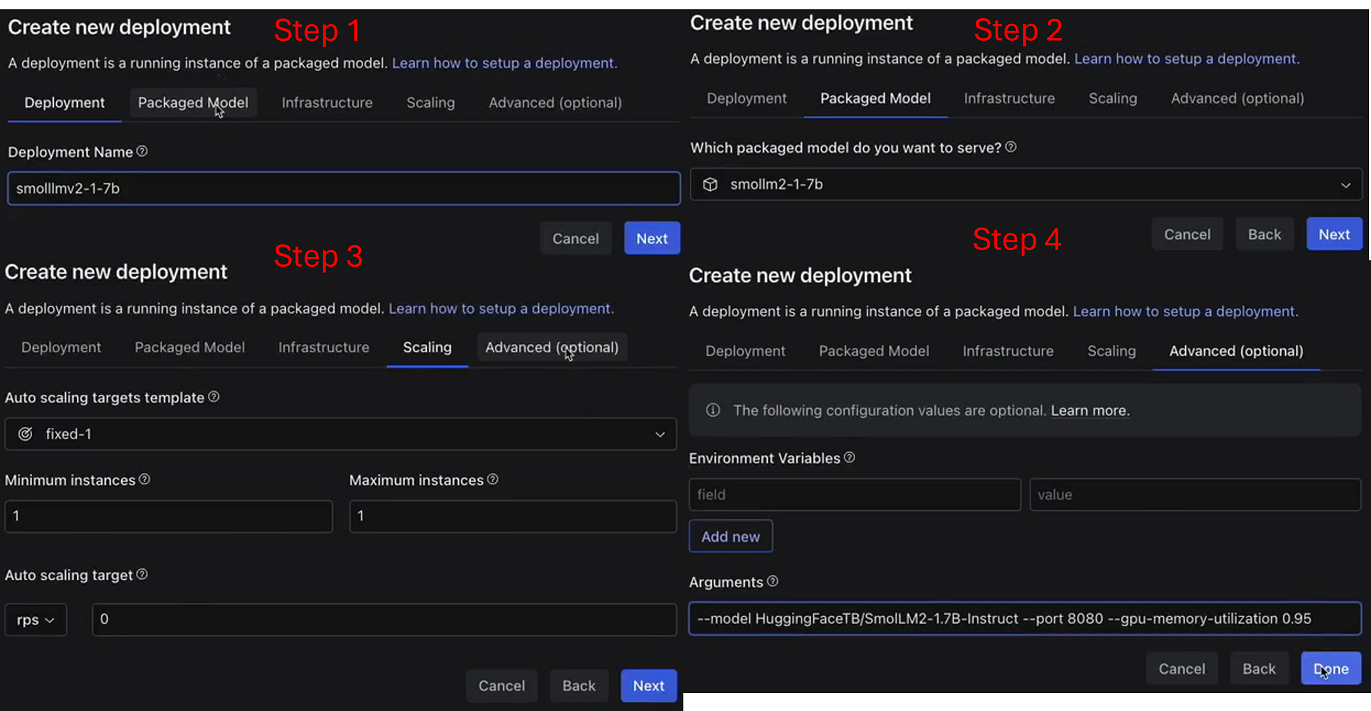 Create new deployment
Step 1
A deployment is a running instance of a packaged model. Learn how to setup a deployment.
Deployment Packaged Model Infrastructure Scaling Advanced (optional)
Deployment Name
smolllmv2-1-7b
Cancel Next
Create new deployment
Step 2
A deployment is a running instance of a packaged model. Learn how to setup a deployment.
Deployment Packaged Model Infrastructure Scaling Advanced (optional)
Which packaged model do you want to serve?
smollm2-1-7b
Cancel Back Next
Step 3
Create new deployment
A deployment is a running instance of a packaged model. Learn how to setup a deployment.
Deployment Packaged Model Infrastructure Scaling Advanced (optional)
Auto scaling targets template
fixed-1
Minimum instances Maximum instances
1 1
Auto scaling target
rps 0
Cancel Back Next
Step 4
Create new deployment
A deployment is a running instance of a packaged model. Learn how to setup a deployment.
Deployment Packaged Model Infrastructure Scaling Advanced (optional)
The following configuration values are optional. Learn more.
Environment Variables
field value
Add new
Arguments
--model HuggingFaceTB/SmolLM2-1.7B-Instruct --port 8080 --gpu-memory-utilization 0.95
Cancel Back Done